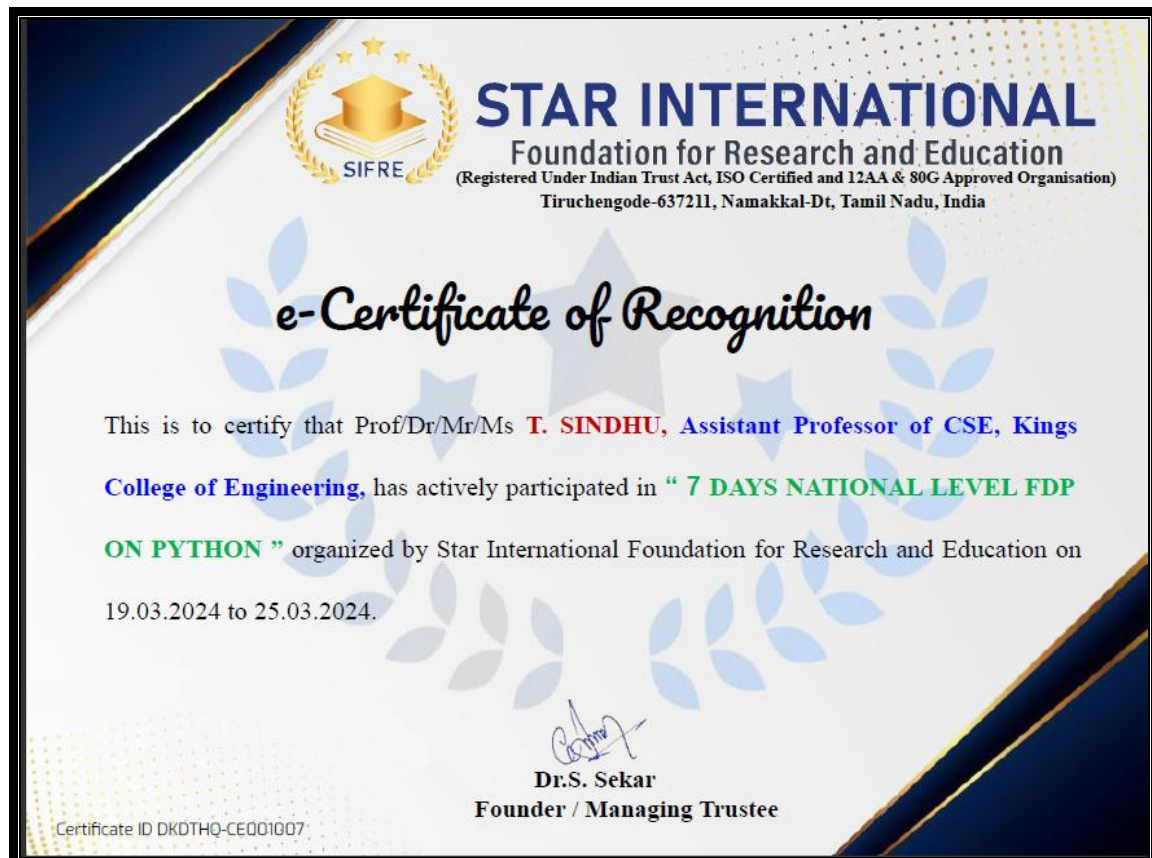 SIFRE
STAR INTERNATIONAL
Foundation for Research and Education
(Registered Under Indian Trust Act, ISO Certified and 12AA & 80G Approved Organisation)
Tiruchengode-637211, Namakkal-Dt, Tamil Nadu, India
e-Certificate of Recognition
This is to certify that Prof/Dr/Mr/Ms T. SINDHU, Assistant Professor of CSE, Kings
College of Engineering, has actively participated in “ 7 DAYS NATIONAL LEVEL FDP
ON PYTHON ” organized by Star International Foundation for Research and Education on
19.03.2024 to 25.03.2024.
Dr.S. Sekar
Founder / Managing Trustee
Certificate ID DKDTHQ-CE001007